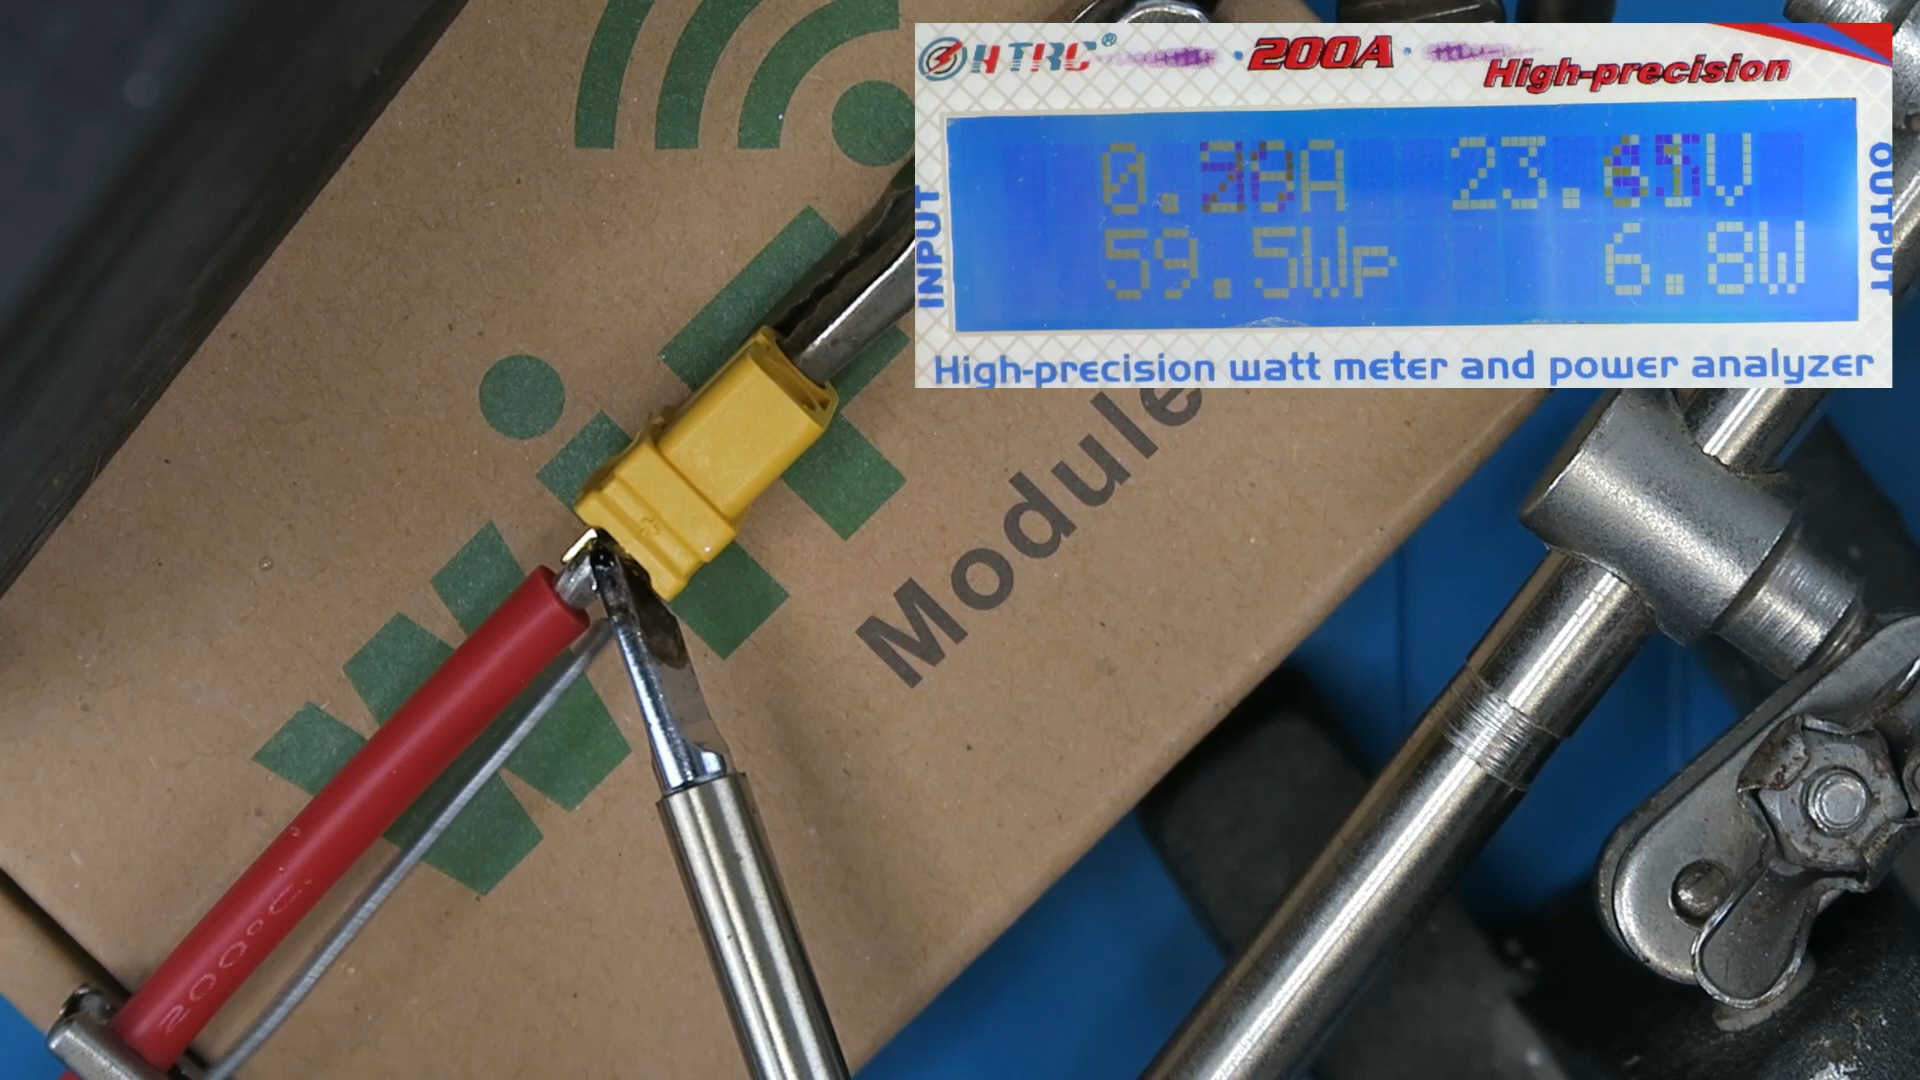 HTRC® 200A High-precision
0. A 23. V
59.5Wp 6.8W
INPUT
OUTPUT
High-precision watt meter and power analyzer
Module
200°C